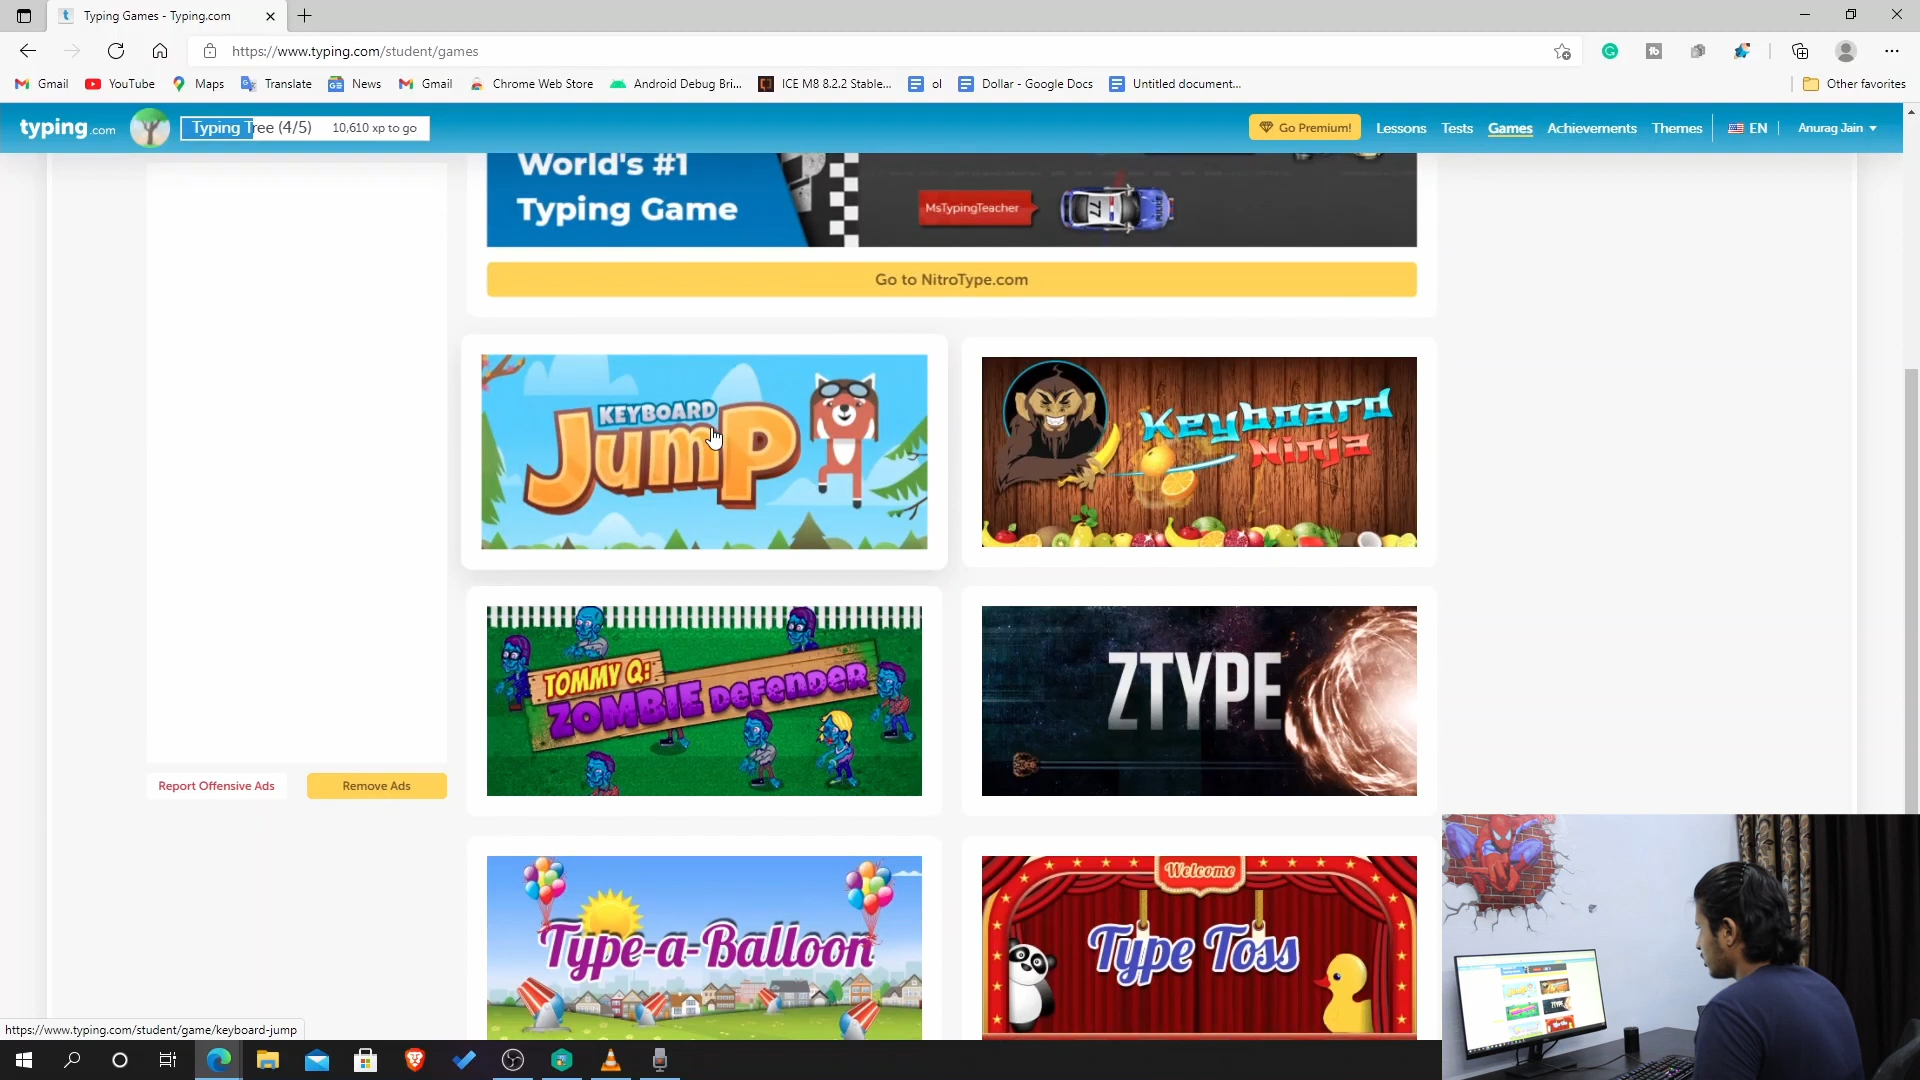 Typing Games - Typing.com
https://www.typing.com/student/games
Gmail
YouTube
Maps
Translate
News
Gmail
Chrome Web Store
Android Debug Bri...
ICE M8 8.2.2 Stable...
ol
Dollar - Google Docs
Untitled document...
Other favorites
typing.com
Typing Tree (4/5)
10,610 xp to go
Go Premium!
Lessons
Tests
Games
Achievements
Themes
EN
Anurag Jain
World's #1
Typing Game
MsTypingTeacher
77
POLICE
Go to NitroType.com
KEYBOARD
Jump
Keyboard
Ninja
TOMMY Q:
ZOMBIE DEFENDER
ZTYPE
Report Offensive Ads
Remove Ads
Type-a-Balloon
Welcome
Type Toss
https://www.typing.com/student/game/keyboard-jump